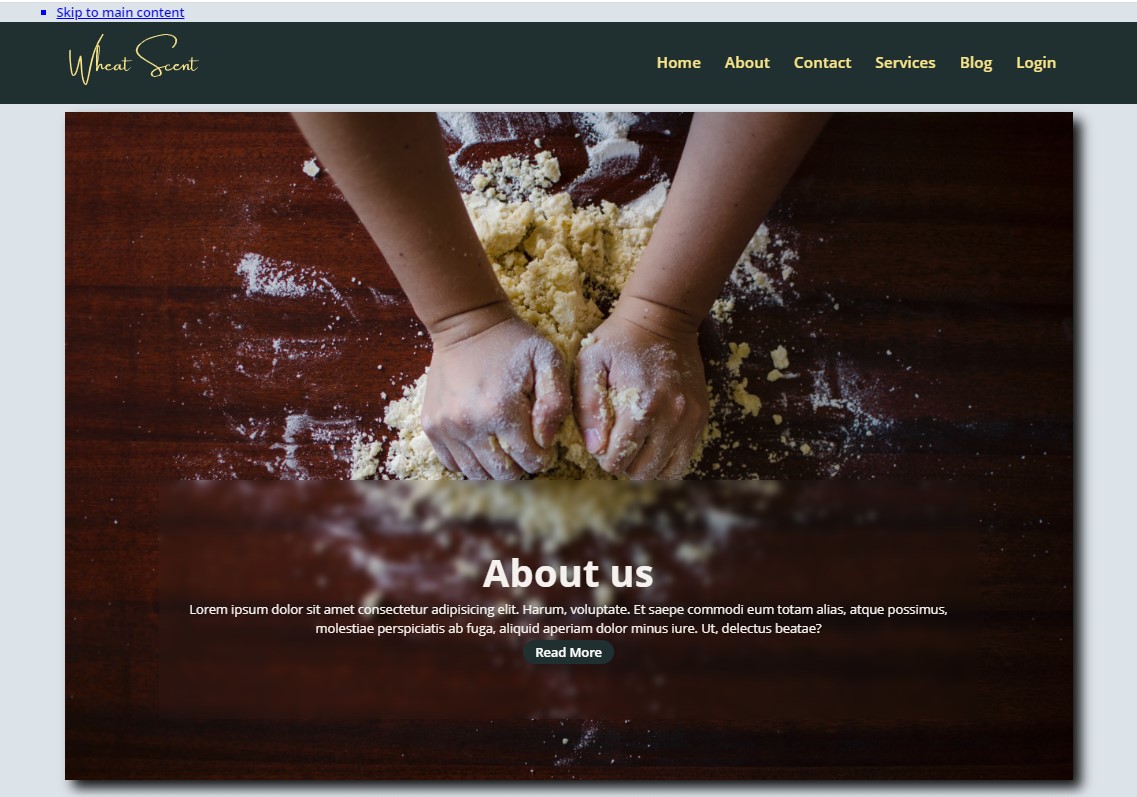 Skip to main content
Wheat Scent
Home About Contact Services Blog Login
About us
Lorem ipsum dolor sit amet consectetur adipisicing elit. Harum, voluptate. Et saepe commodi eum totam alias, atque possimus,
molestiae perspiciatis ab fuga, aliquid aperiam dolor minus iure. Ut, delectus beatae?
Read More